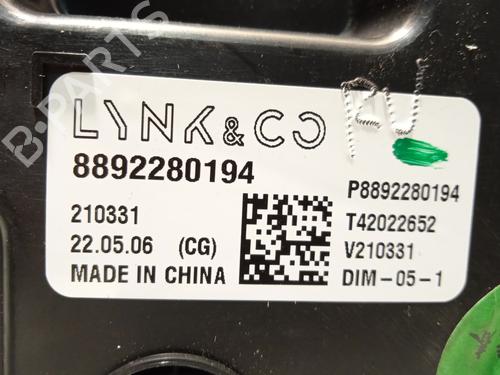 LYNK & CO
8892280194
P8892280194
210331
T42022652
22.05.06 (CG)
V210331
MADE IN CHINA
DIM-05-1
B-PARTS